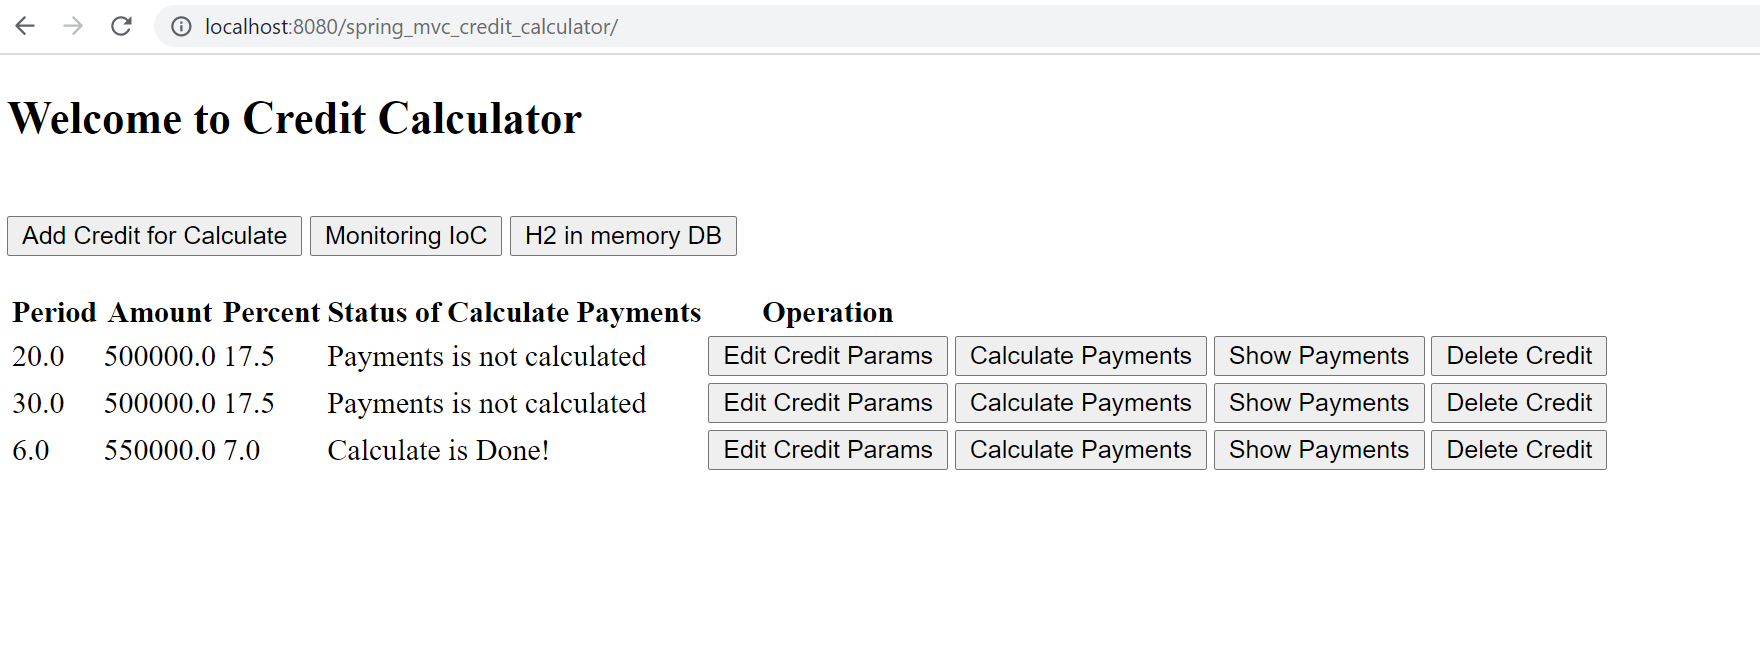 localhost:8080/spring_mvc_credit_calculator/
Welcome to Credit Calculator
Add Credit for Calculate Monitoring IoC H2 in memory DB
Period Amount Percent Status of Calculate Payments Operation
20.0 500000.0 17.5 Payments is not calculated Edit Credit Params Calculate Payments Show Payments Delete Credit
30.0 500000.0 17.5 Payments is not calculated Edit Credit Params Calculate Payments Show Payments Delete Credit
6.0 550000.0 7.0 Calculate is Done! Edit Credit Params Calculate Payments Show Payments Delete Credit